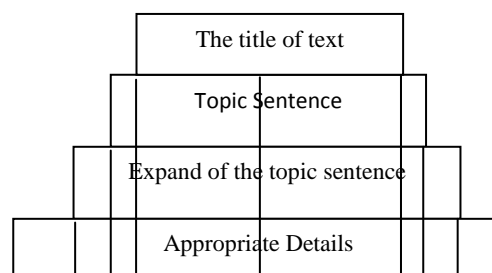 The title of text
Topic Sentence
Expand of the topic sentence
Appropriate Details